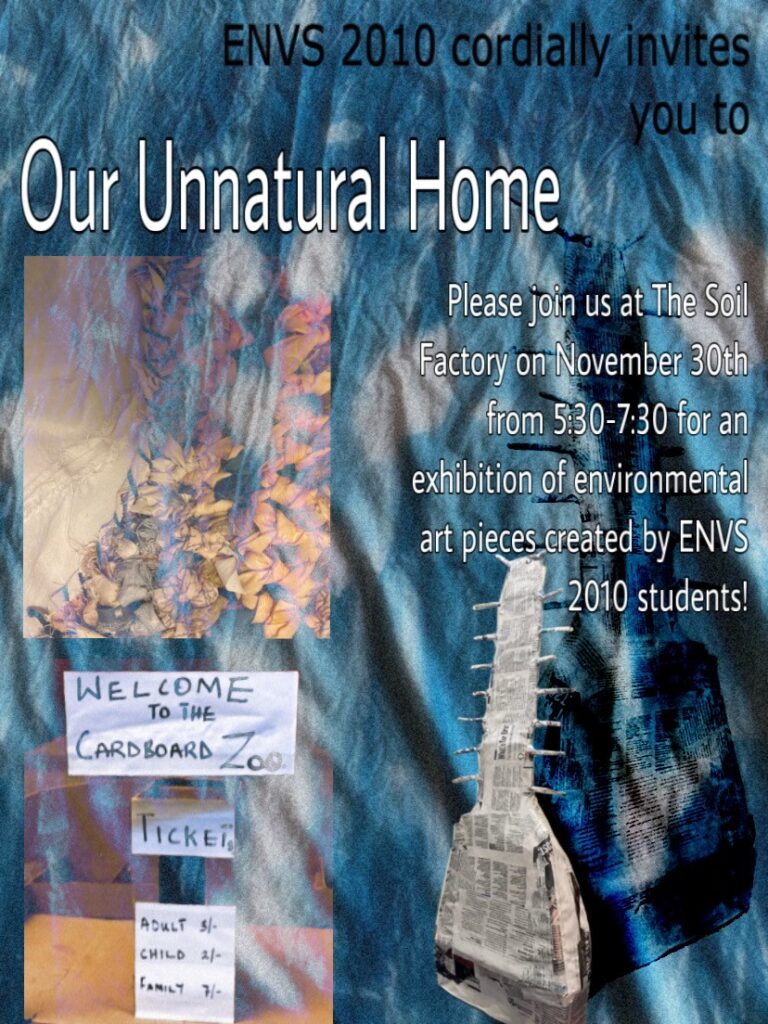 ENVS 2010 cordially invites
you to
Our Unnatural Home
Please join us at The Soil
Factory on November 30th
from 5:30-7:30 for an
exhibition of environmental
art pieces created by ENVS
2010 students!
WELCOME
TO THE
CARDBOARD ZOO
TICKETS
ADULT 5/-
CHILD 2/-
FAMILY 7/-